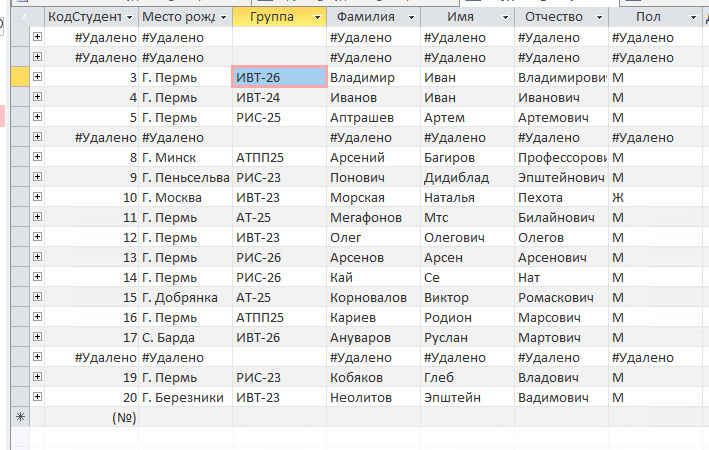 КодСтудент Место рожд Группа Фамилия Имя Отчество Пол
#Удалено #Удалено #Удалено #Удалено #Удалено #Удалено
#Удалено #Удалено #Удалено #Удалено #Удалено #Удалено
3 Г. Пермь ИВТ-26 Владимир Иван Владимирови М
4 Г. Пермь ИВТ-24 Иванов Иван Иванович М
5 Г. Пермь РИС-25 Аптрашев Артем Артемович М
#Удалено #Удалено #Удалено #Удалено #Удалено #Удалено
8 Г. Минск АТПП25 Арсений Багиров Профессорови М
9 Г. Пеньсельва РИС-23 Понович Дидиблад Эпштейнович М
10 Г. Москва ИВТ-23 Морская Наталья Пехота Ж
11 Г. Пермь АТ-25 Мегафонов Мтс Билайнович М
12 Г. Пермь ИВТ-23 Олег Олегович Олегов М
13 Г. Пермь РИС-26 Арсенов Арсен Арсенович М
14 Г. Пермь РИС-26 Кай Се Нат М
15 Г. Добрянка АТ-25 Корновалов Виктор Ромаскович М
16 Г. Пермь АТПП25 Кариев Родион Марсович М
17 С. Барда ИВТ-26 Ануваров Руслан Мартович М
#Удалено #Удалено #Удалено #Удалено #Удалено #Удалено
19 Г. Пермь РИС-23 Кобяков Глеб Владович М
20 Г. Березники ИВТ-23 Неолитов Эпштейн Вадимович М
(№)